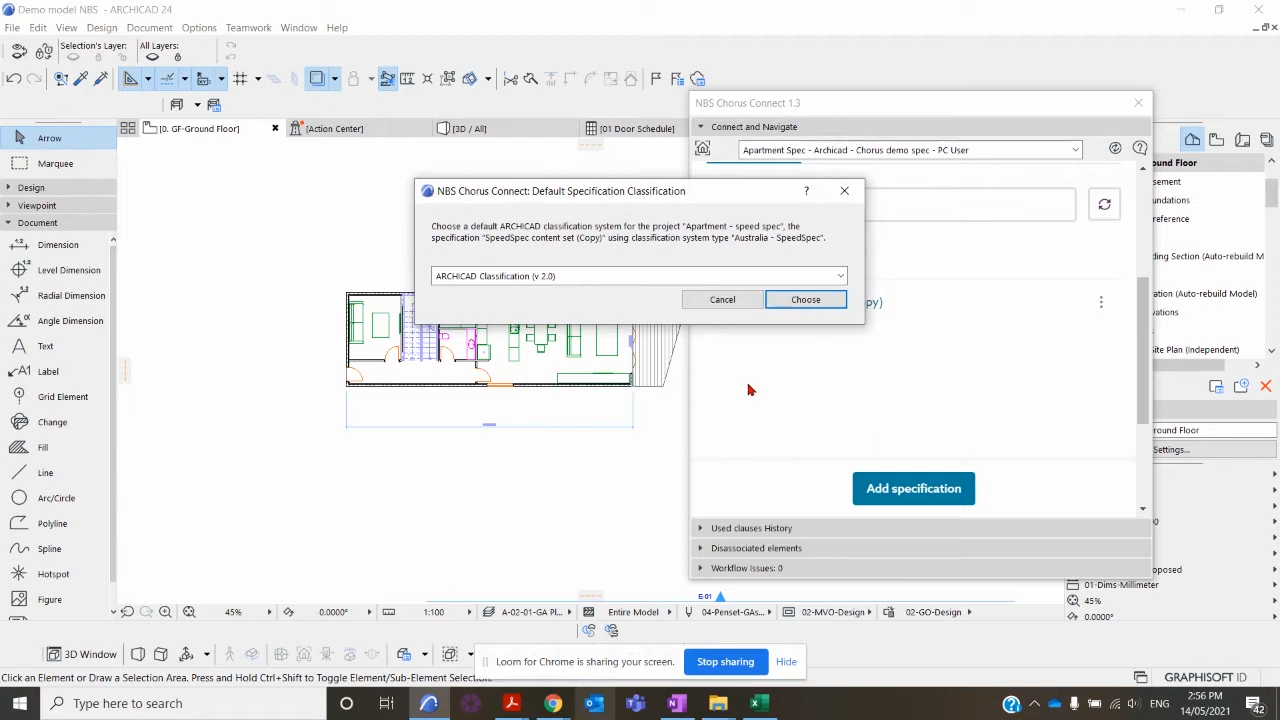 Demo model NBS - ARCHICAD 24
File Edit View Design Document Options Teamwork Window Help
Selection's Layer: All Layers:
[0. GF-Ground Floor] [Action Center] [3D / All] [01 Door Schedule]
Arrow
Marquee
Design
Viewpoint
Document
Dimension
Level Dimension
Radial Dimension
Angle Dimension
Text
Label
Grid Element
Change
Fill
Line
Arc/Circle
Polyline
Spline
Hotspot
Figure
NBS Chorus Connect 1.3
Connect and Navigate
Apartment Spec - Archicad - Chorus demo spec - PC User
NBS Chorus Connect: Default Specification Classification
Choose a default ARCHICAD classification system for the project "Apartment - speed spec", the
specification "SpeedSpec content set (Copy)" using classification system type "Australia - SpeedSpec".
ARCHICAD Classification (v 2.0)
Cancel Choose
py)
Add specification
Used clauses History
Disassociated elements
Workflow Issues: 0
round Floor
sement
undations
eference
Section (Auto-rebuild M
ation (Auto-rebuild Model)
vations
Site Plan (Independent)
round Floor
Settings...
0
oposed
01-Dims-Millimeter
45%
0.0000°
E-01
45% 0.0000° 1:100 A-02-01-GA Pl... Entire Model 04-Penset-GAs... 02-MVO-Design 02-GO-Design
3D Window
Loom for Chrome is sharing your screen. Stop sharing Hide
Click an Element or Draw a Selection Area. Press and Hold Ctrl+Shift to Toggle Element/Sub-Element Selection.
GRAPHISOFT ID
Type here to search
2:56 PM
14/05/2021
42